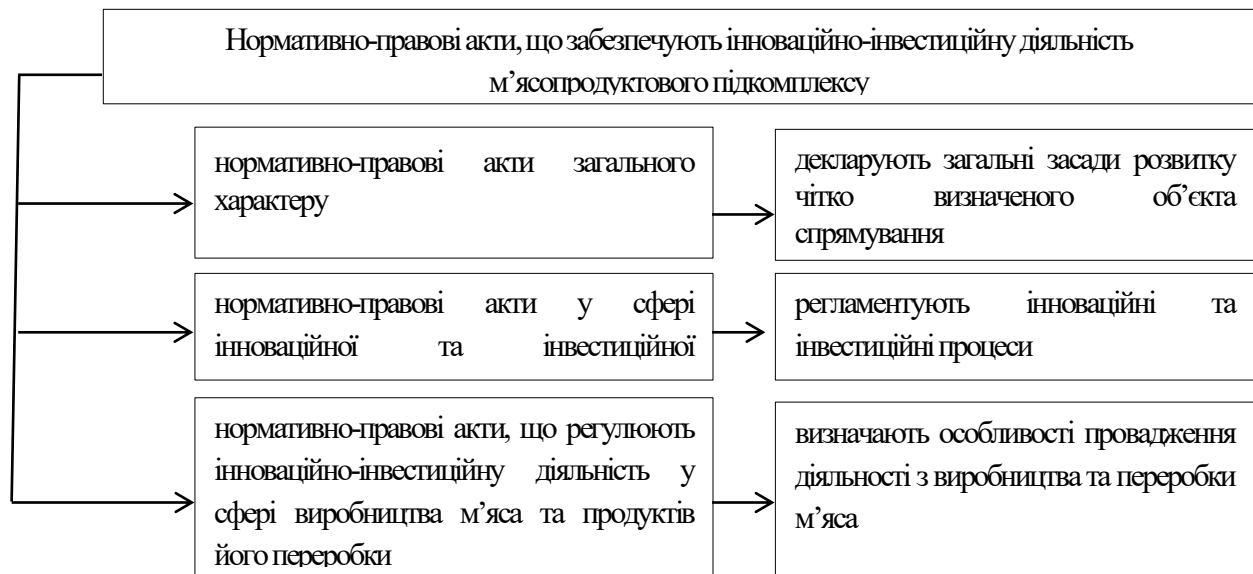 Нормативно-правові акти, що забезпечують інноваційно-інвестиційну діяльність
м’ясопродуктового підкомплексу
нормативно-правові акти загального
характеру
декларують загальні засади розвитку
чітко визначеного об’єкта
спрямування
нормативно-правові акти у сфері
інноваційної та інвестиційної
регламентують інноваційні та
інвестиційні процеси
нормативно-правові акти, що регулюють
інноваційно-інвестиційну діяльність у
сфері виробництва м’яса та продуктів
його переробки
визначають особливості провадження
діяльності з виробництва та переробки
м’яса